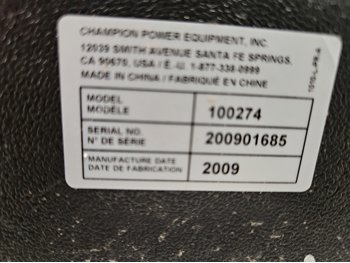 CHAMPION POWER EQUIPMENT, INC.
12039 SMITH AVENUE SANTA FE SPRINGS,
CA 90670, USA / É.-U. 1-877-338-0999
MADE IN CHINA / FABRIQUÉ EN CHINE
MODEL
MODÈLE
100274
SERIAL NO.
N° DE SÉRIE
200901685
MANUFACTURE DATE
DATE DE FABRICATION
2009